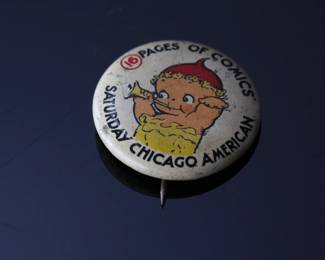 16 PAGES OF COMICS
SATURDAY CHICAGO AMERICAN